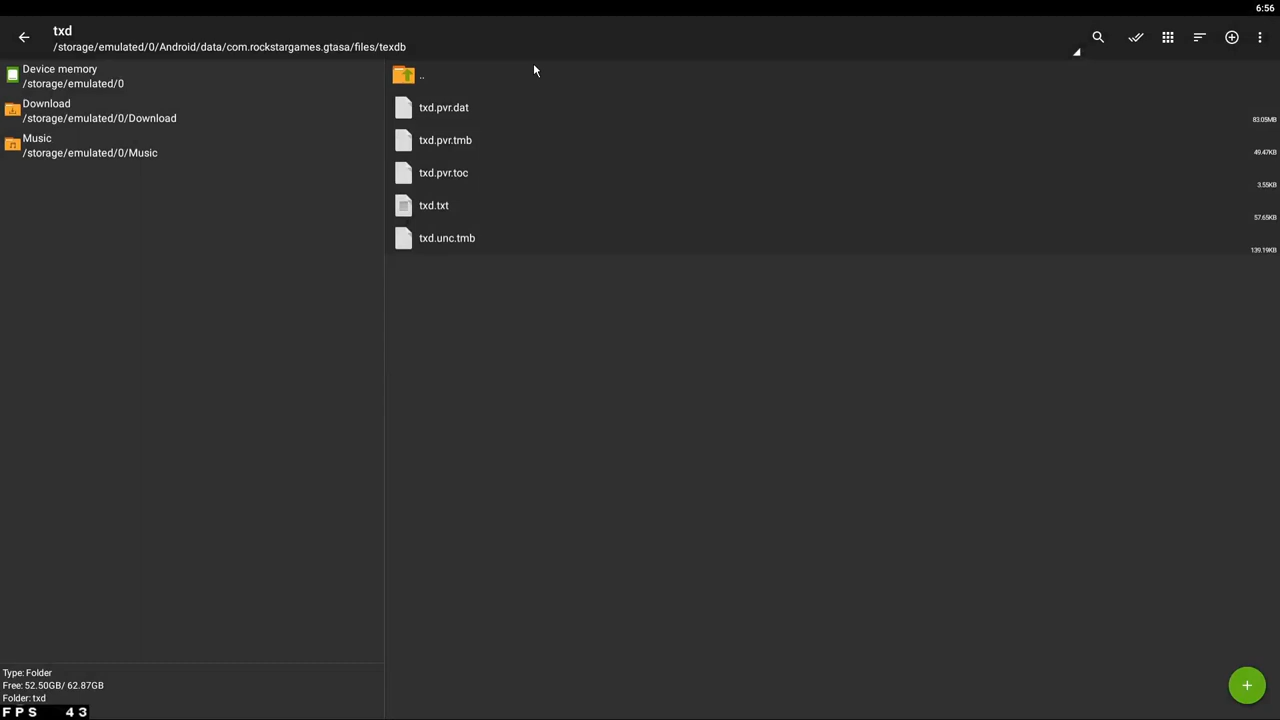 6:56
txd
/storage/emulated/0/Android/data/com.rockstargames.gtasa/files/texdb
Device memory
/storage/emulated/0
Download
/storage/emulated/0/Download
Music
/storage/emulated/0/Music
..
txd.pvr.dat
83.05MB
txd.pvr.tmb
49.47KB
txd.pvr.toc
3.55KB
txd.txt
57.65KB
txd.unc.tmb
139.19KB
Type: Folder
Free: 52.50GB/ 62.87GB
Folder: txd
FPS 43